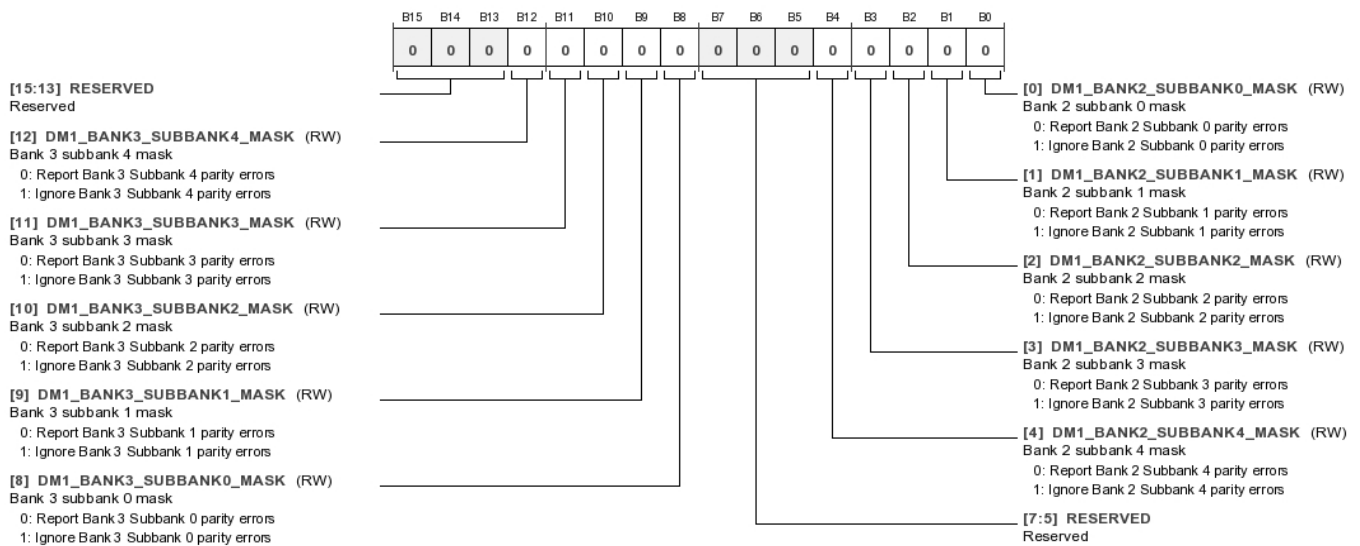 B15 B14 B13 B12 B11 B10 B9 B8 B7 B6 B5 B4 B3 B2 B1 B0
0 0 0 0 0 0 0 0 0 0 0 0 0 0 0 0
[15:13] RESERVED
Reserved
[12] DM1_BANK3_SUBBANK4_MASK (RW)
Bank 3 subbank 4 mask
0: Report Bank 3 Subbank 4 parity errors
1: Ignore Bank 3 Subbank 4 parity errors
[11] DM1_BANK3_SUBBANK3_MASK (RW)
Bank 3 subbank 3 mask
0: Report Bank 3 Subbank 3 parity errors
1: Ignore Bank 3 Subbank 3 parity errors
[10] DM1_BANK3_SUBBANK2_MASK (RW)
Bank 3 subbank 2 mask
0: Report Bank 3 Subbank 2 parity errors
1: Ignore Bank 3 Subbank 2 parity errors
[9] DM1_BANK3_SUBBANK1_MASK (RW)
Bank 3 subbank 1 mask
0: Report Bank 3 Subbank 1 parity errors
1: Ignore Bank 3 Subbank 1 parity errors
[8] DM1_BANK3_SUBBANK0_MASK (RW)
Bank 3 subbank 0 mask
0: Report Bank 3 Subbank 0 parity errors
1: Ignore Bank 3 Subbank 0 parity errors
[0] DM1_BANK2_SUBBANK0_MASK (RW)
Bank 2 subbank 0 mask
0: Report Bank 2 Subbank 0 parity errors
1: Ignore Bank 2 Subbank 0 parity errors
[1] DM1_BANK2_SUBBANK1_MASK (RW)
Bank 2 subbank 1 mask
0: Report Bank 2 Subbank 1 parity errors
1: Ignore Bank 2 Subbank 1 parity errors
[2] DM1_BANK2_SUBBANK2_MASK (RW)
Bank 2 subbank 2 mask
0: Report Bank 2 Subbank 2 parity errors
1: Ignore Bank 2 Subbank 2 parity errors
[3] DM1_BANK2_SUBBANK3_MASK (RW)
Bank 2 subbank 3 mask
0: Report Bank 2 Subbank 3 parity errors
1: Ignore Bank 2 Subbank 3 parity errors
[4] DM1_BANK2_SUBBANK4_MASK (RW)
Bank 2 subbank 4 mask
0: Report Bank 2 Subbank 4 parity errors
1: Ignore Bank 2 Subbank 4 parity errors
[7:5] RESERVED
Reserved